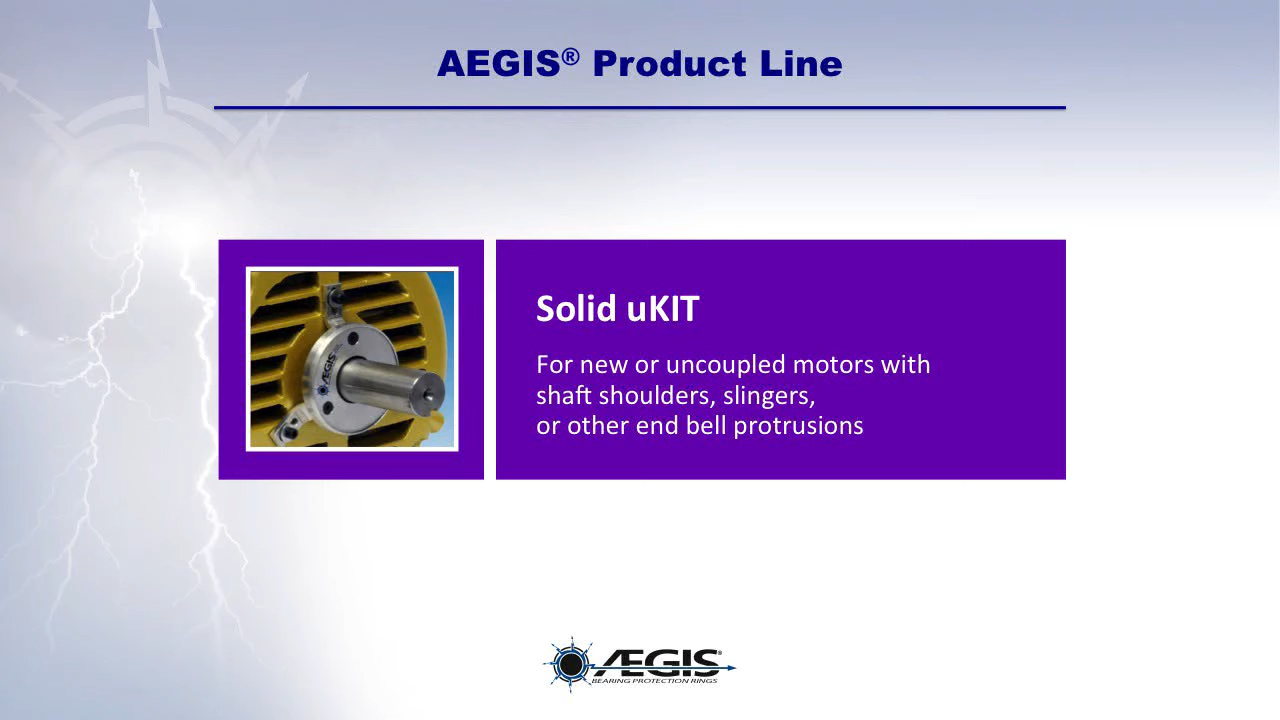 AEGIS® Product Line
Solid uKIT
For new or uncoupled motors with
shaft shoulders, slingers,
or other end bell protrusions
ÆGIS
ÆGIS®
BEARING PROTECTION RINGS